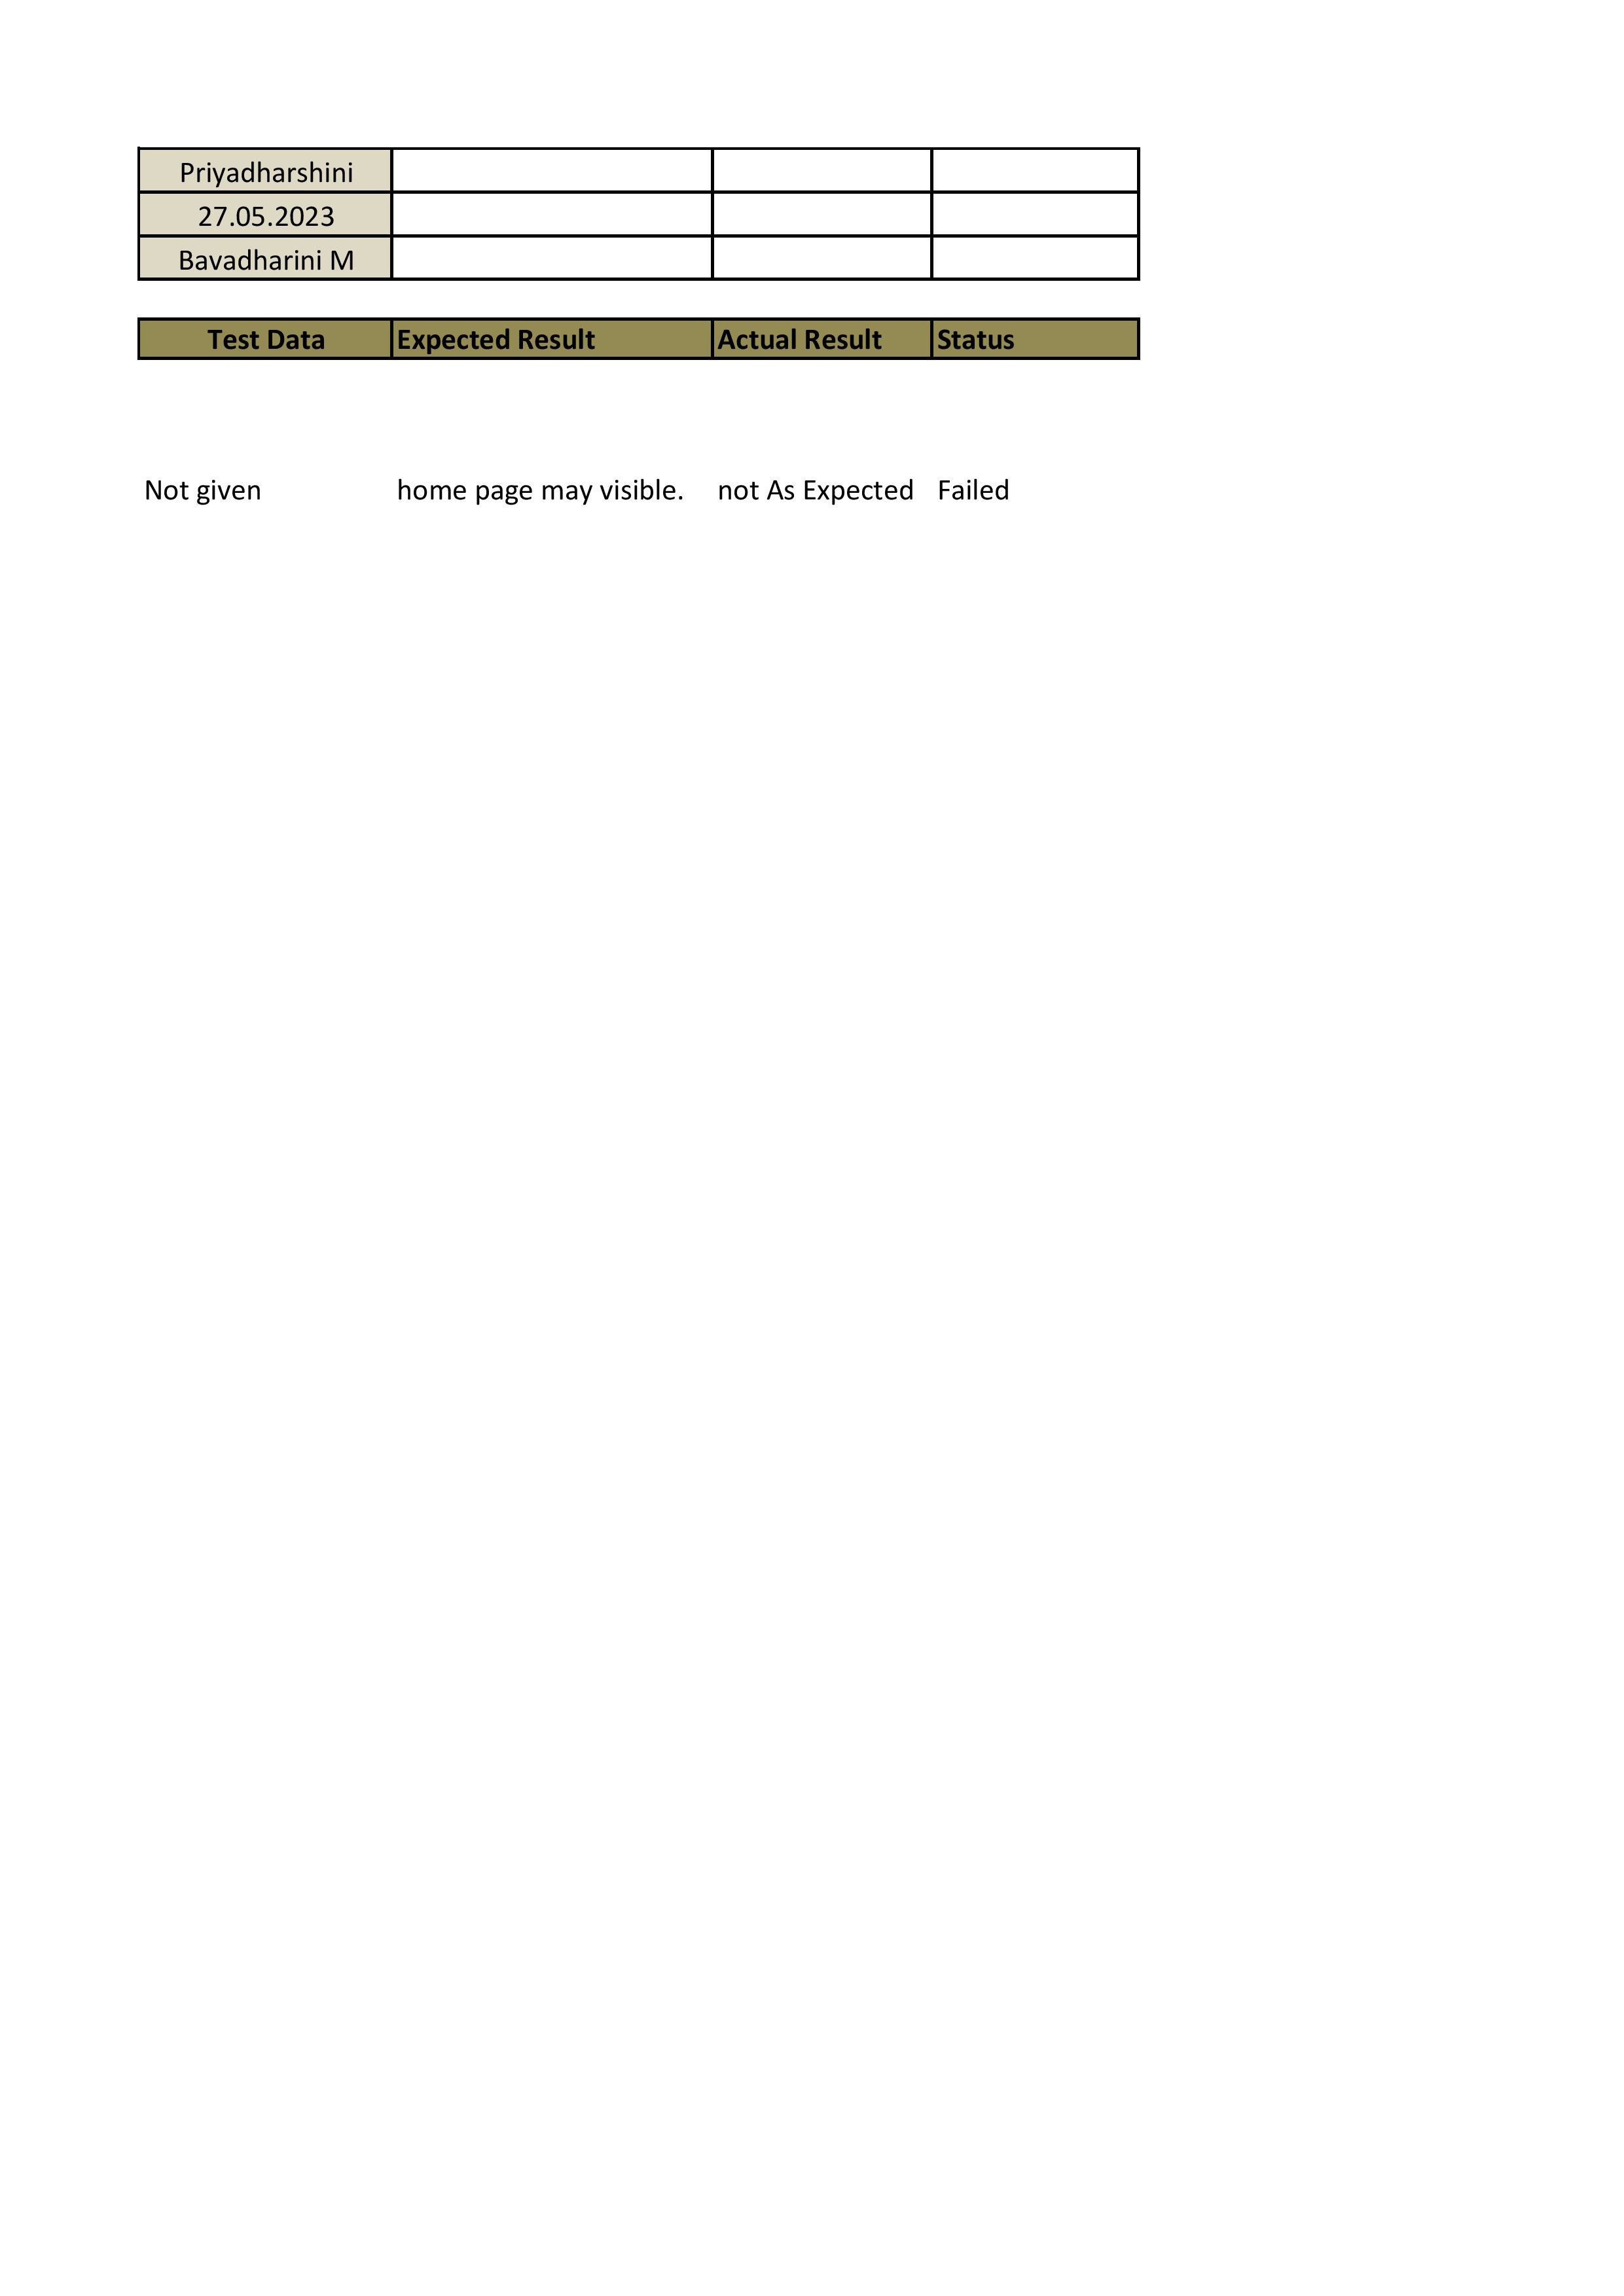 Priyadharshini
27.05.2023
Bavadharini M
Test Data Expected Result Actual Result Status
Not given home page may visible. not As Expected Failed